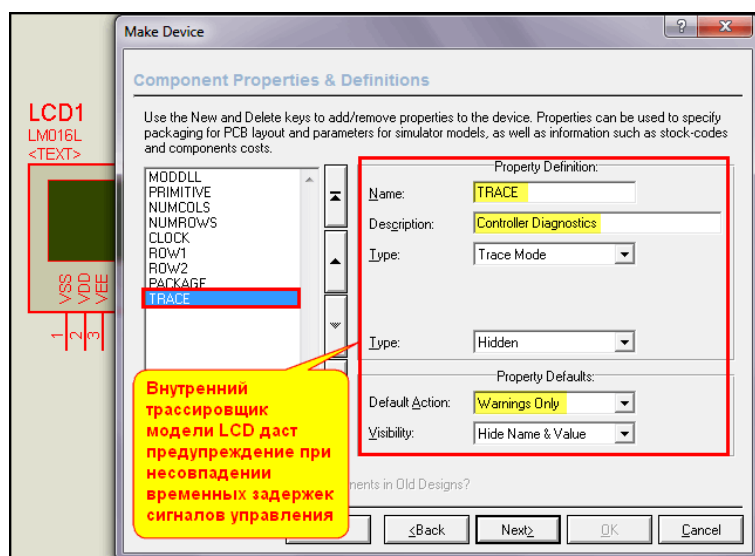 Make Device
Component Properties & Definitions
Use the New and Delete keys to add/remove properties to the device. Properties can be used to specify
packaging for PCB layout and parameters for simulator models, as well as information such as stock-codes
and components costs.
LCD1
LM016L
<TEXT>
VSS
VDD
VEE
1
2
3
MODDLL
PRIMITIVE
NUMCOLS
NUMROWS
CLOCK
ROW1
ROW2
PACKAGE
TRACE
Property Definition:
Name: TRACE
Description: Controller Diagnostics
Type: Trace Mode
Type: Hidden
Property Defaults:
Default Action: Warnings Only
Visibility: Hide Name & Value
Внутренний
трассировщик
модели LCD даст
предупреждение при
несовпадении
временных задержек
сигналов управления
in Old Designs?
<Back
Next>
OK
Cancel